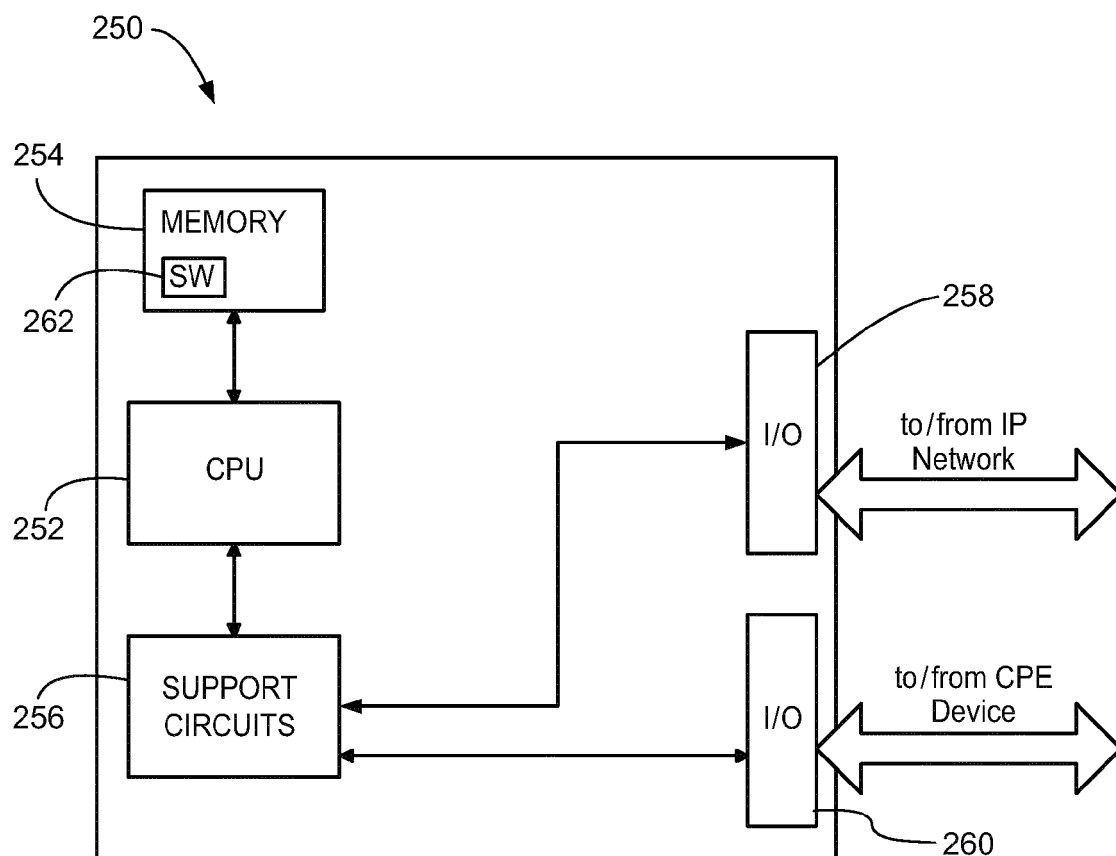 250
254
MEMORY
SW
262
258
I/O
to/from IP
Network
CPU
252
SUPPORT
CIRCUITS
256
I/O
to/from CPE
Device
260